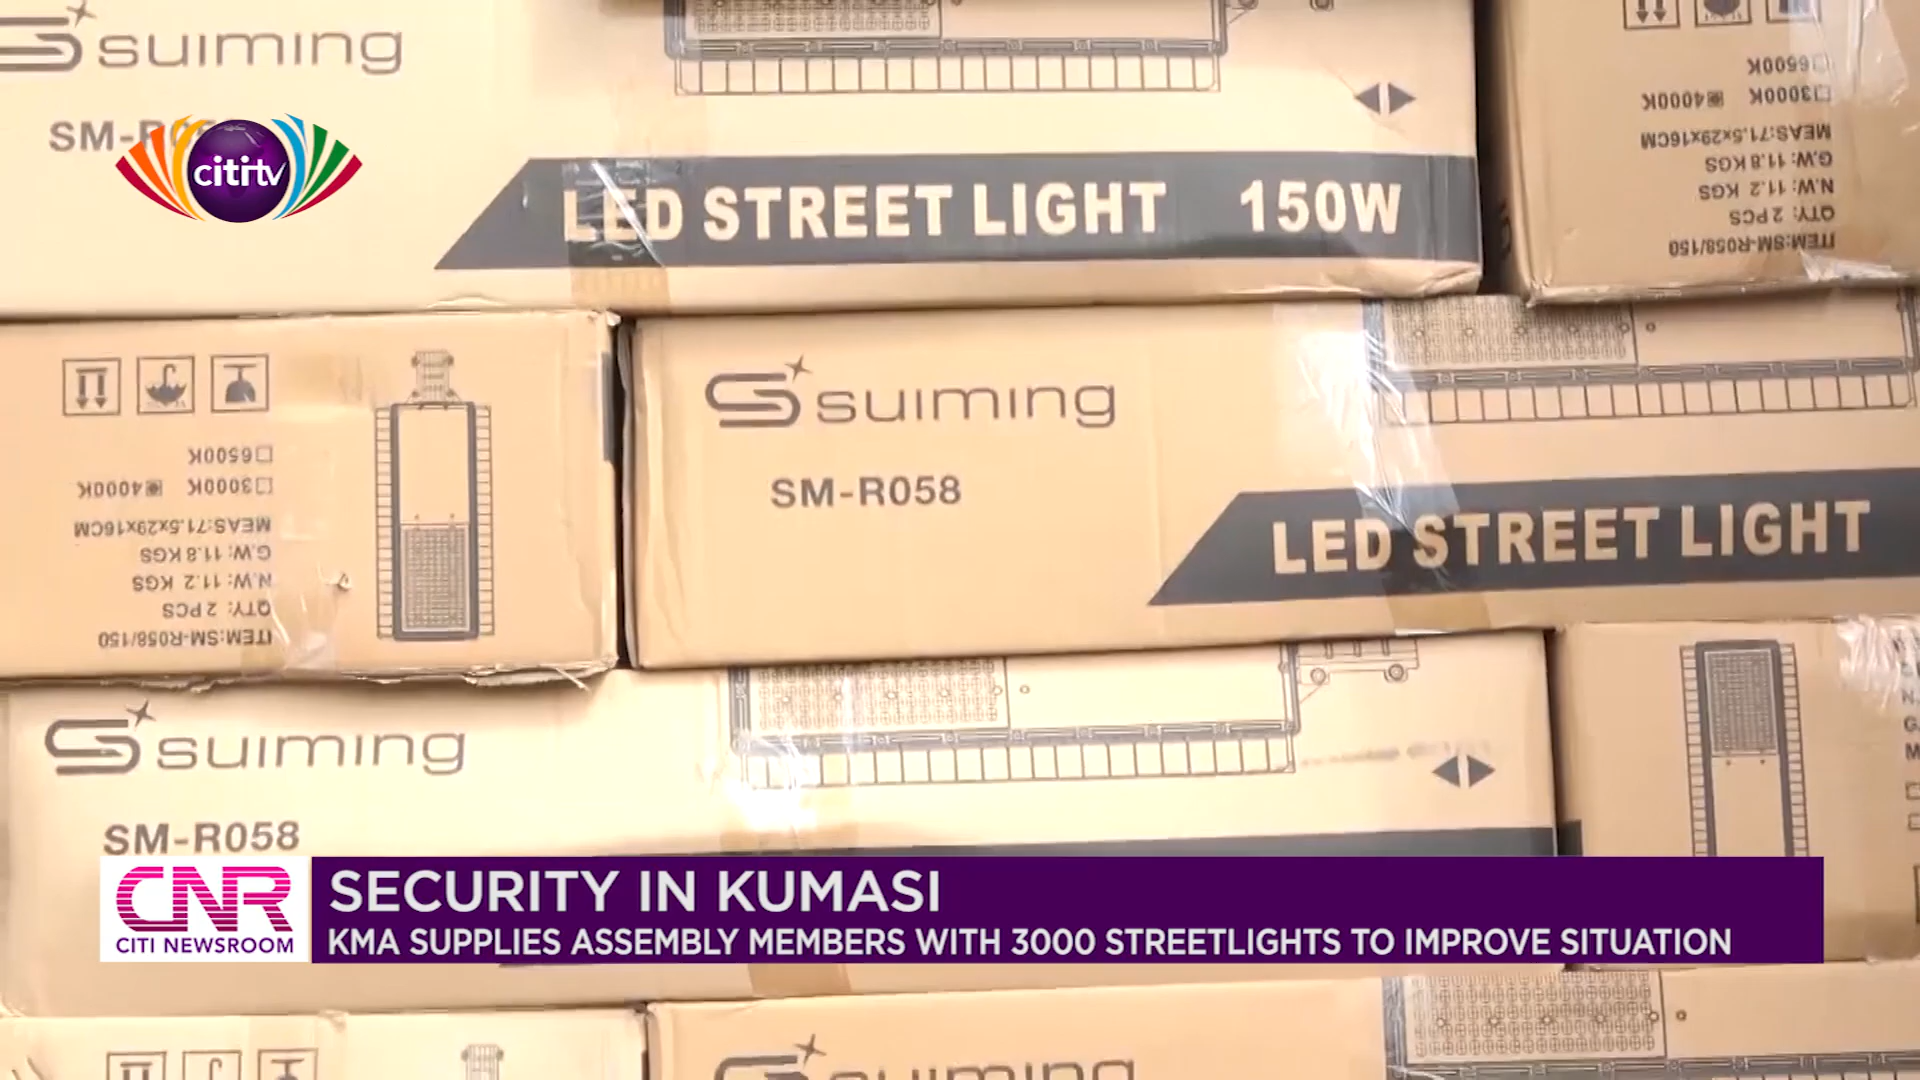 suiming
SM-R05
citi tv
LED STREET LIGHT 150W
□6500K
□3000K ▣4000K
MEAS:71.5x29x16CM
G.W: 11.8 KGS
N.W: 11.2 KGS
QTY: 2 PCS
ITEM:SM-R058/150
□6500K
□3000K ▣4000K
MEAS:71.5x29x16CM
G.W: 11.8 KGS
N.W: 11.2 KGS
QTY: 2 PCS
ITEM:SM-R058/150
suiming
SM-R058
LED STREET LIGHT
suiming
SM-R058
CNR
CITI NEWSROOM
SECURITY IN KUMASI
KMA SUPPLIES ASSEMBLY MEMBERS WITH 3000 STREETLIGHTS TO IMPROVE SITUATION
suiming